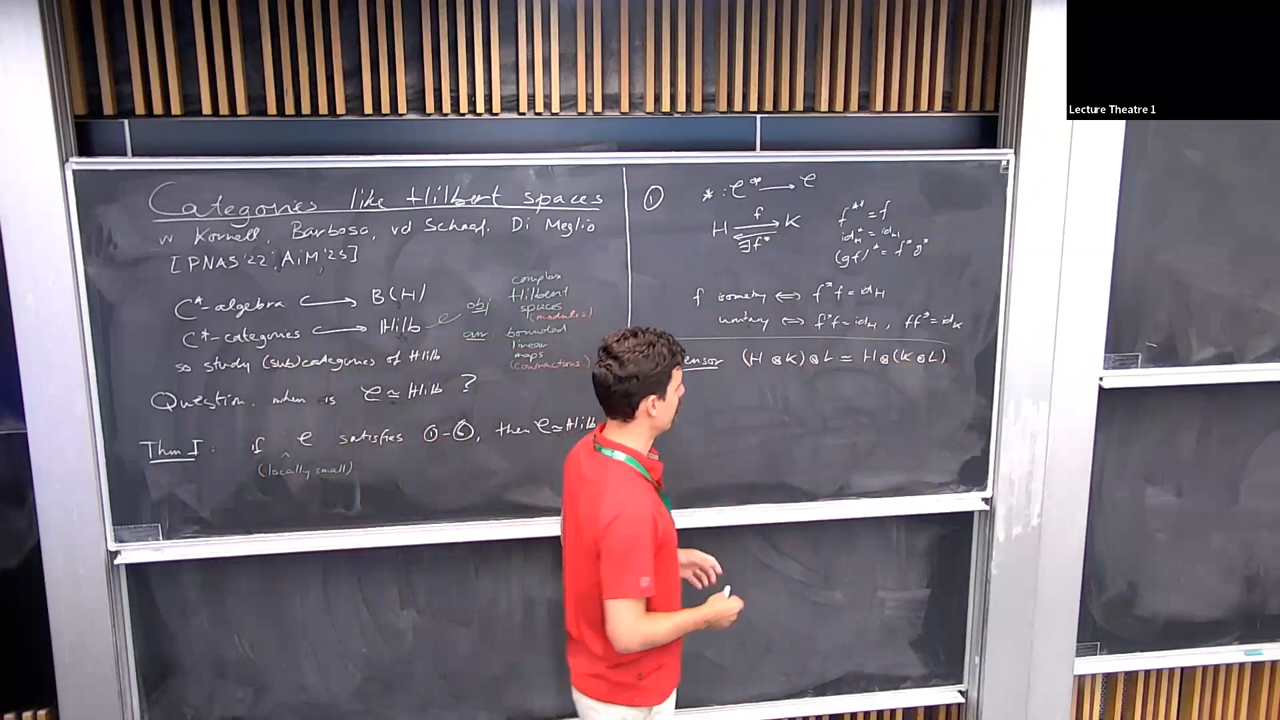 Categories like Hilbert spaces
w Kornell, Barbosa, vd Schaaf, Di Meglio
[PNAS '22, AiM '25]
C*-algebra ↪ B(H)
C*-categories ↪ Hilb
obj complex
Hilbert
spaces
(modules)
arr. bounded
linear
maps
(contractions)
so study (sub)categories of Hilb
Question. when is C ≃ Hilb ?
Thm I : if C satisfies ①-⑥, then C ≃ Hilb
(locally small)
① * : C^op → C
H f K
∃f*
f** = f
id_H* = id_H
(gf)* = f* g*
f isometry ⇔ f*f = id_H
unitary ⇔ f*f = id_H, ff* = id_K
(H ⊗ K) ⊗ L ≃ H ⊗ (K ⊗ L)
Lecture Theatre 1